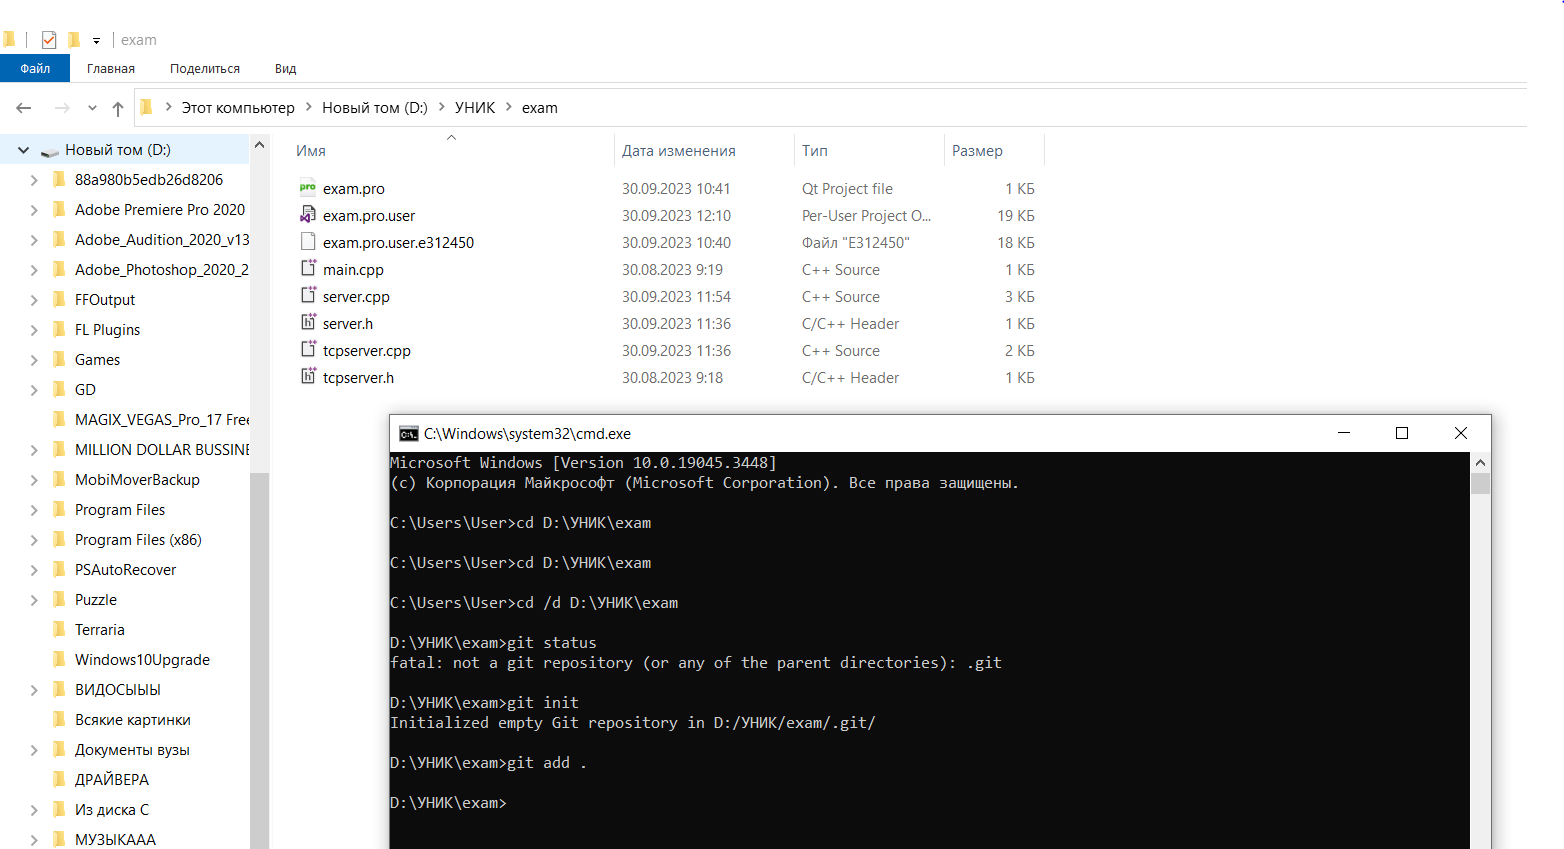 exam
Файл Главная Поделиться Вид
Этот компьютер Новый том (D:) УНИК exam
Новый том (D:)
88a980b5edb26d8206
Adobe Premiere Pro 2020
Adobe_Audition_2020_v13
Adobe_Photoshop_2020_2
FFOutput
FL Plugins
Games
GD
MAGIX_VEGAS_Pro_17 Free
MILLION DOLLAR BUSSINE
MobiMoverBackup
Program Files
Program Files (x86)
PSAutoRecover
Puzzle
Terraria
Windows10Upgrade
ВИДОСЫЫЫ
Всякие картинки
Документы вузы
ДРАЙВЕРА
Из диска С
МУЗЫКААА
Имя Дата изменения Тип Размер
exam.pro 30.09.2023 10:41 Qt Project file 1 КБ
exam.pro.user 30.09.2023 12:10 Per-User Project O... 19 КБ
exam.pro.user.e312450 30.09.2023 10:40 Файл "E312450" 18 КБ
main.cpp 30.08.2023 9:19 C++ Source 1 КБ
server.cpp 30.09.2023 11:54 C++ Source 3 КБ
server.h 30.09.2023 11:36 C/C++ Header 1 КБ
tcpserver.cpp 30.09.2023 11:36 C++ Source 2 КБ
tcpserver.h 30.08.2023 9:18 C/C++ Header 1 КБ
C:\Windows\system32\cmd.exe
Microsoft Windows [Version 10.0.19045.3448]
(c) Корпорация Майкрософт (Microsoft Corporation). Все права защищены.
C:\Users\User>cd D:\УНИК\exam
C:\Users\User>cd D:\УНИК\exam
C:\Users\User>cd /d D:\УНИК\exam
D:\УНИК\exam>git status
fatal: not a git repository (or any of the parent directories): .git
D:\УНИК\exam>git init
Initialized empty Git repository in D:/УНИК/exam/.git/
D:\УНИК\exam>git add .
D:\УНИК\exam>